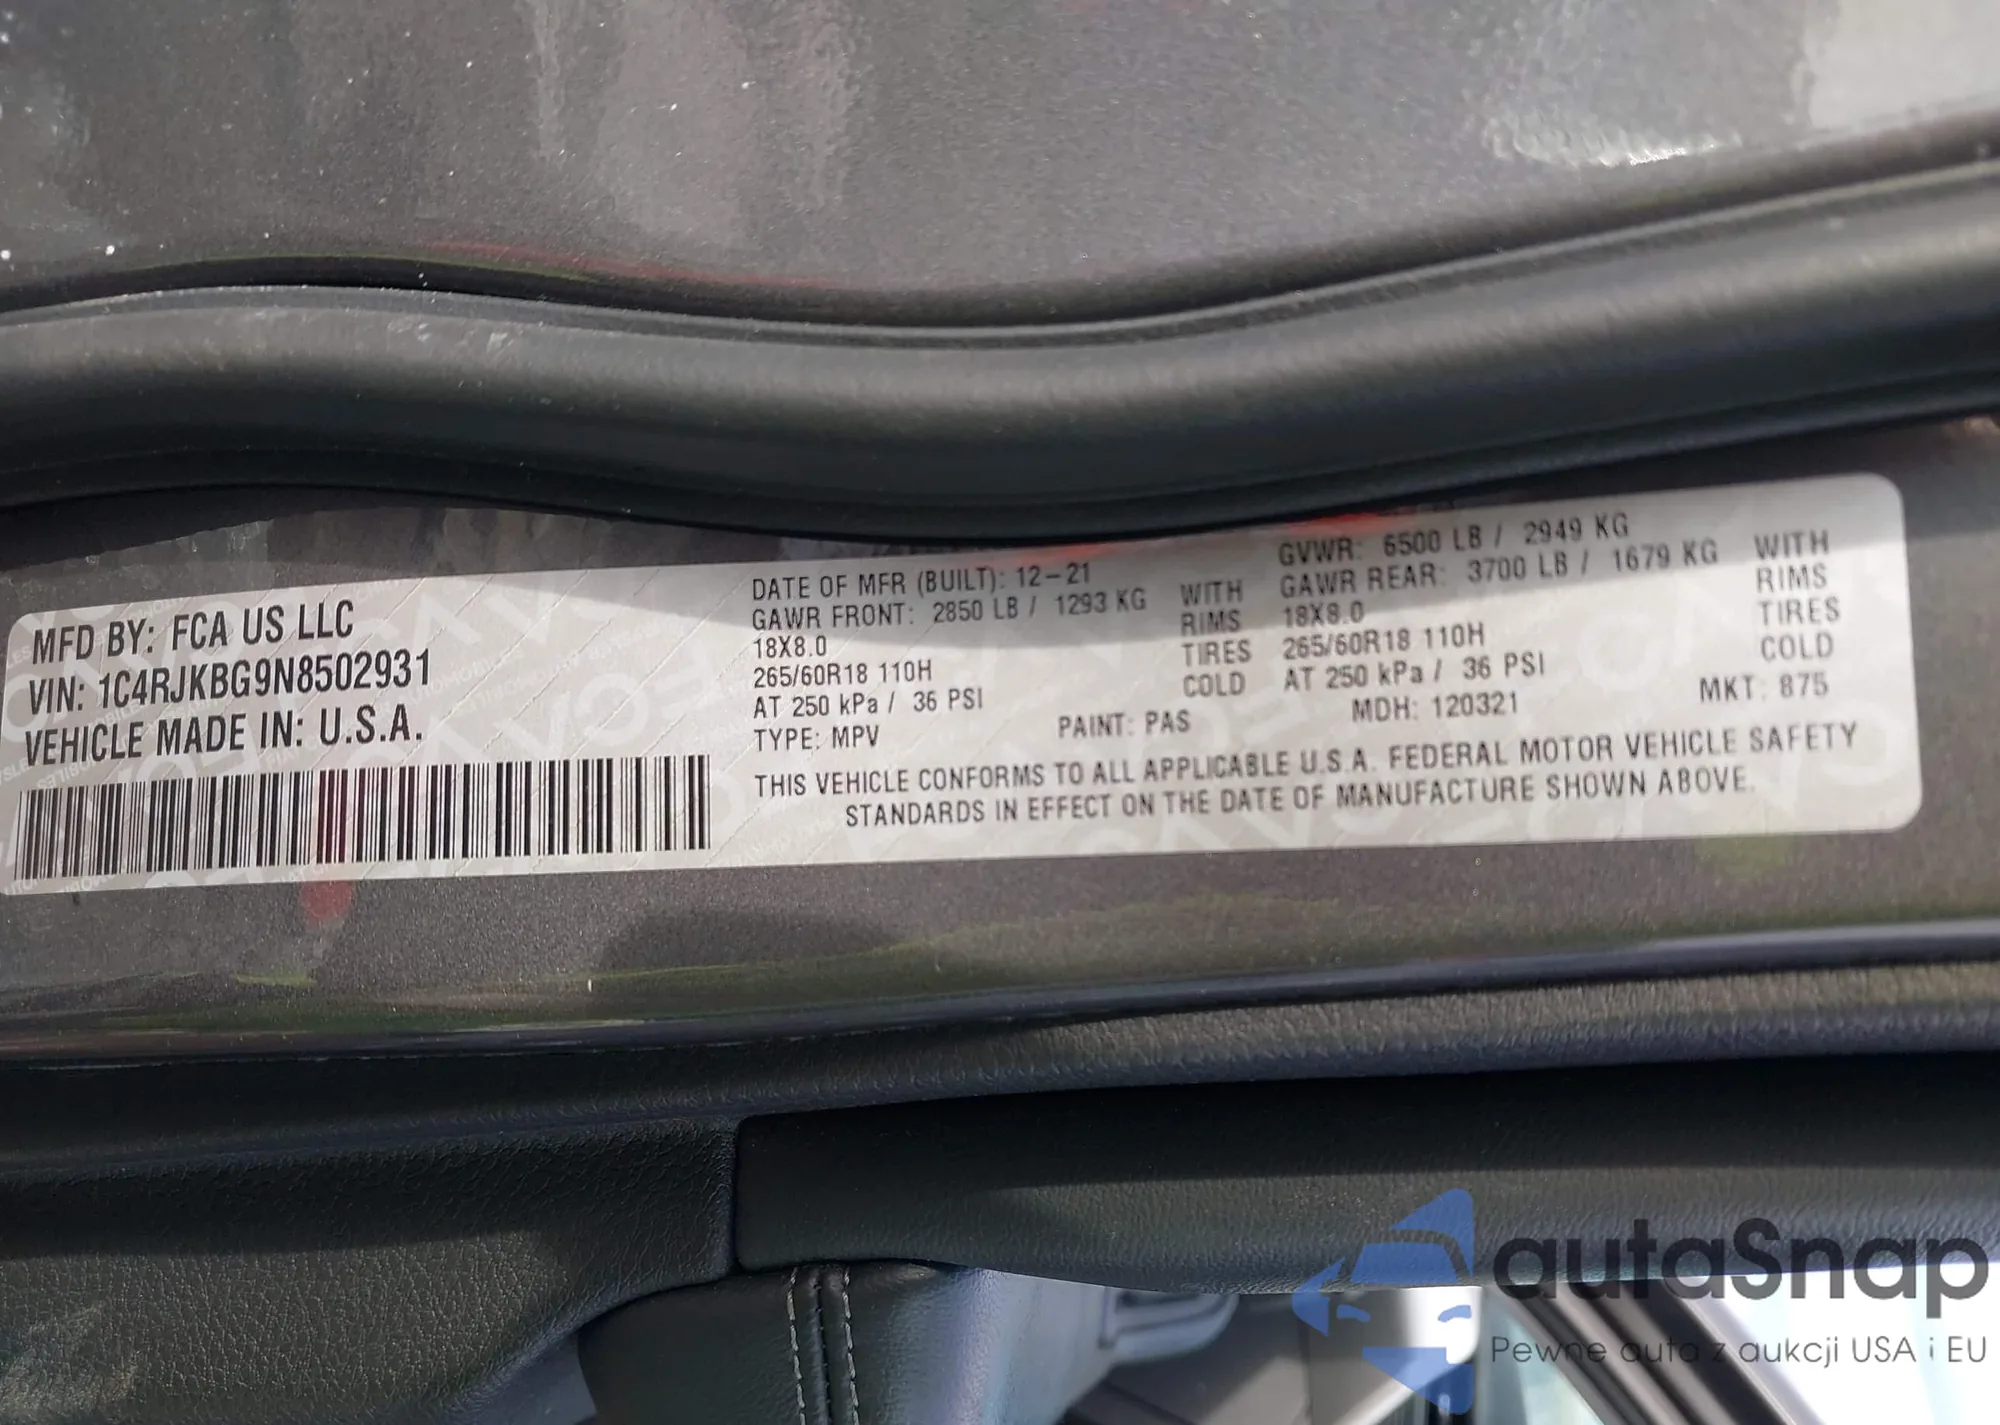 MFD BY: FCA US LLC
VIN: 1C4RJKBG9N8502931
VEHICLE MADE IN: U.S.A.
DATE OF MFR (BUILT): 12-21
GAWR FRONT: 2850 LB / 1293 KG WITH
18X8.0 RIMS
265/60R18 110H TIRES
AT 250 kPa / 36 PSI COLD
GVWR: 6500 LB / 2949 KG
GAWR REAR: 3700 LB / 1679 KG WITH
18X8.0 RIMS
265/60R18 110H TIRES
AT 250 kPa / 36 PSI COLD
TYPE: MPV PAINT: PAS MDH: 120321 MKT: 875
THIS VEHICLE CONFORMS TO ALL APPLICABLE U.S.A. FEDERAL MOTOR VEHICLE SAFETY
STANDARDS IN EFFECT ON THE DATE OF MANUFACTURE SHOWN ABOVE.
autaSnap
Pewne auta z aukcji USA i EU